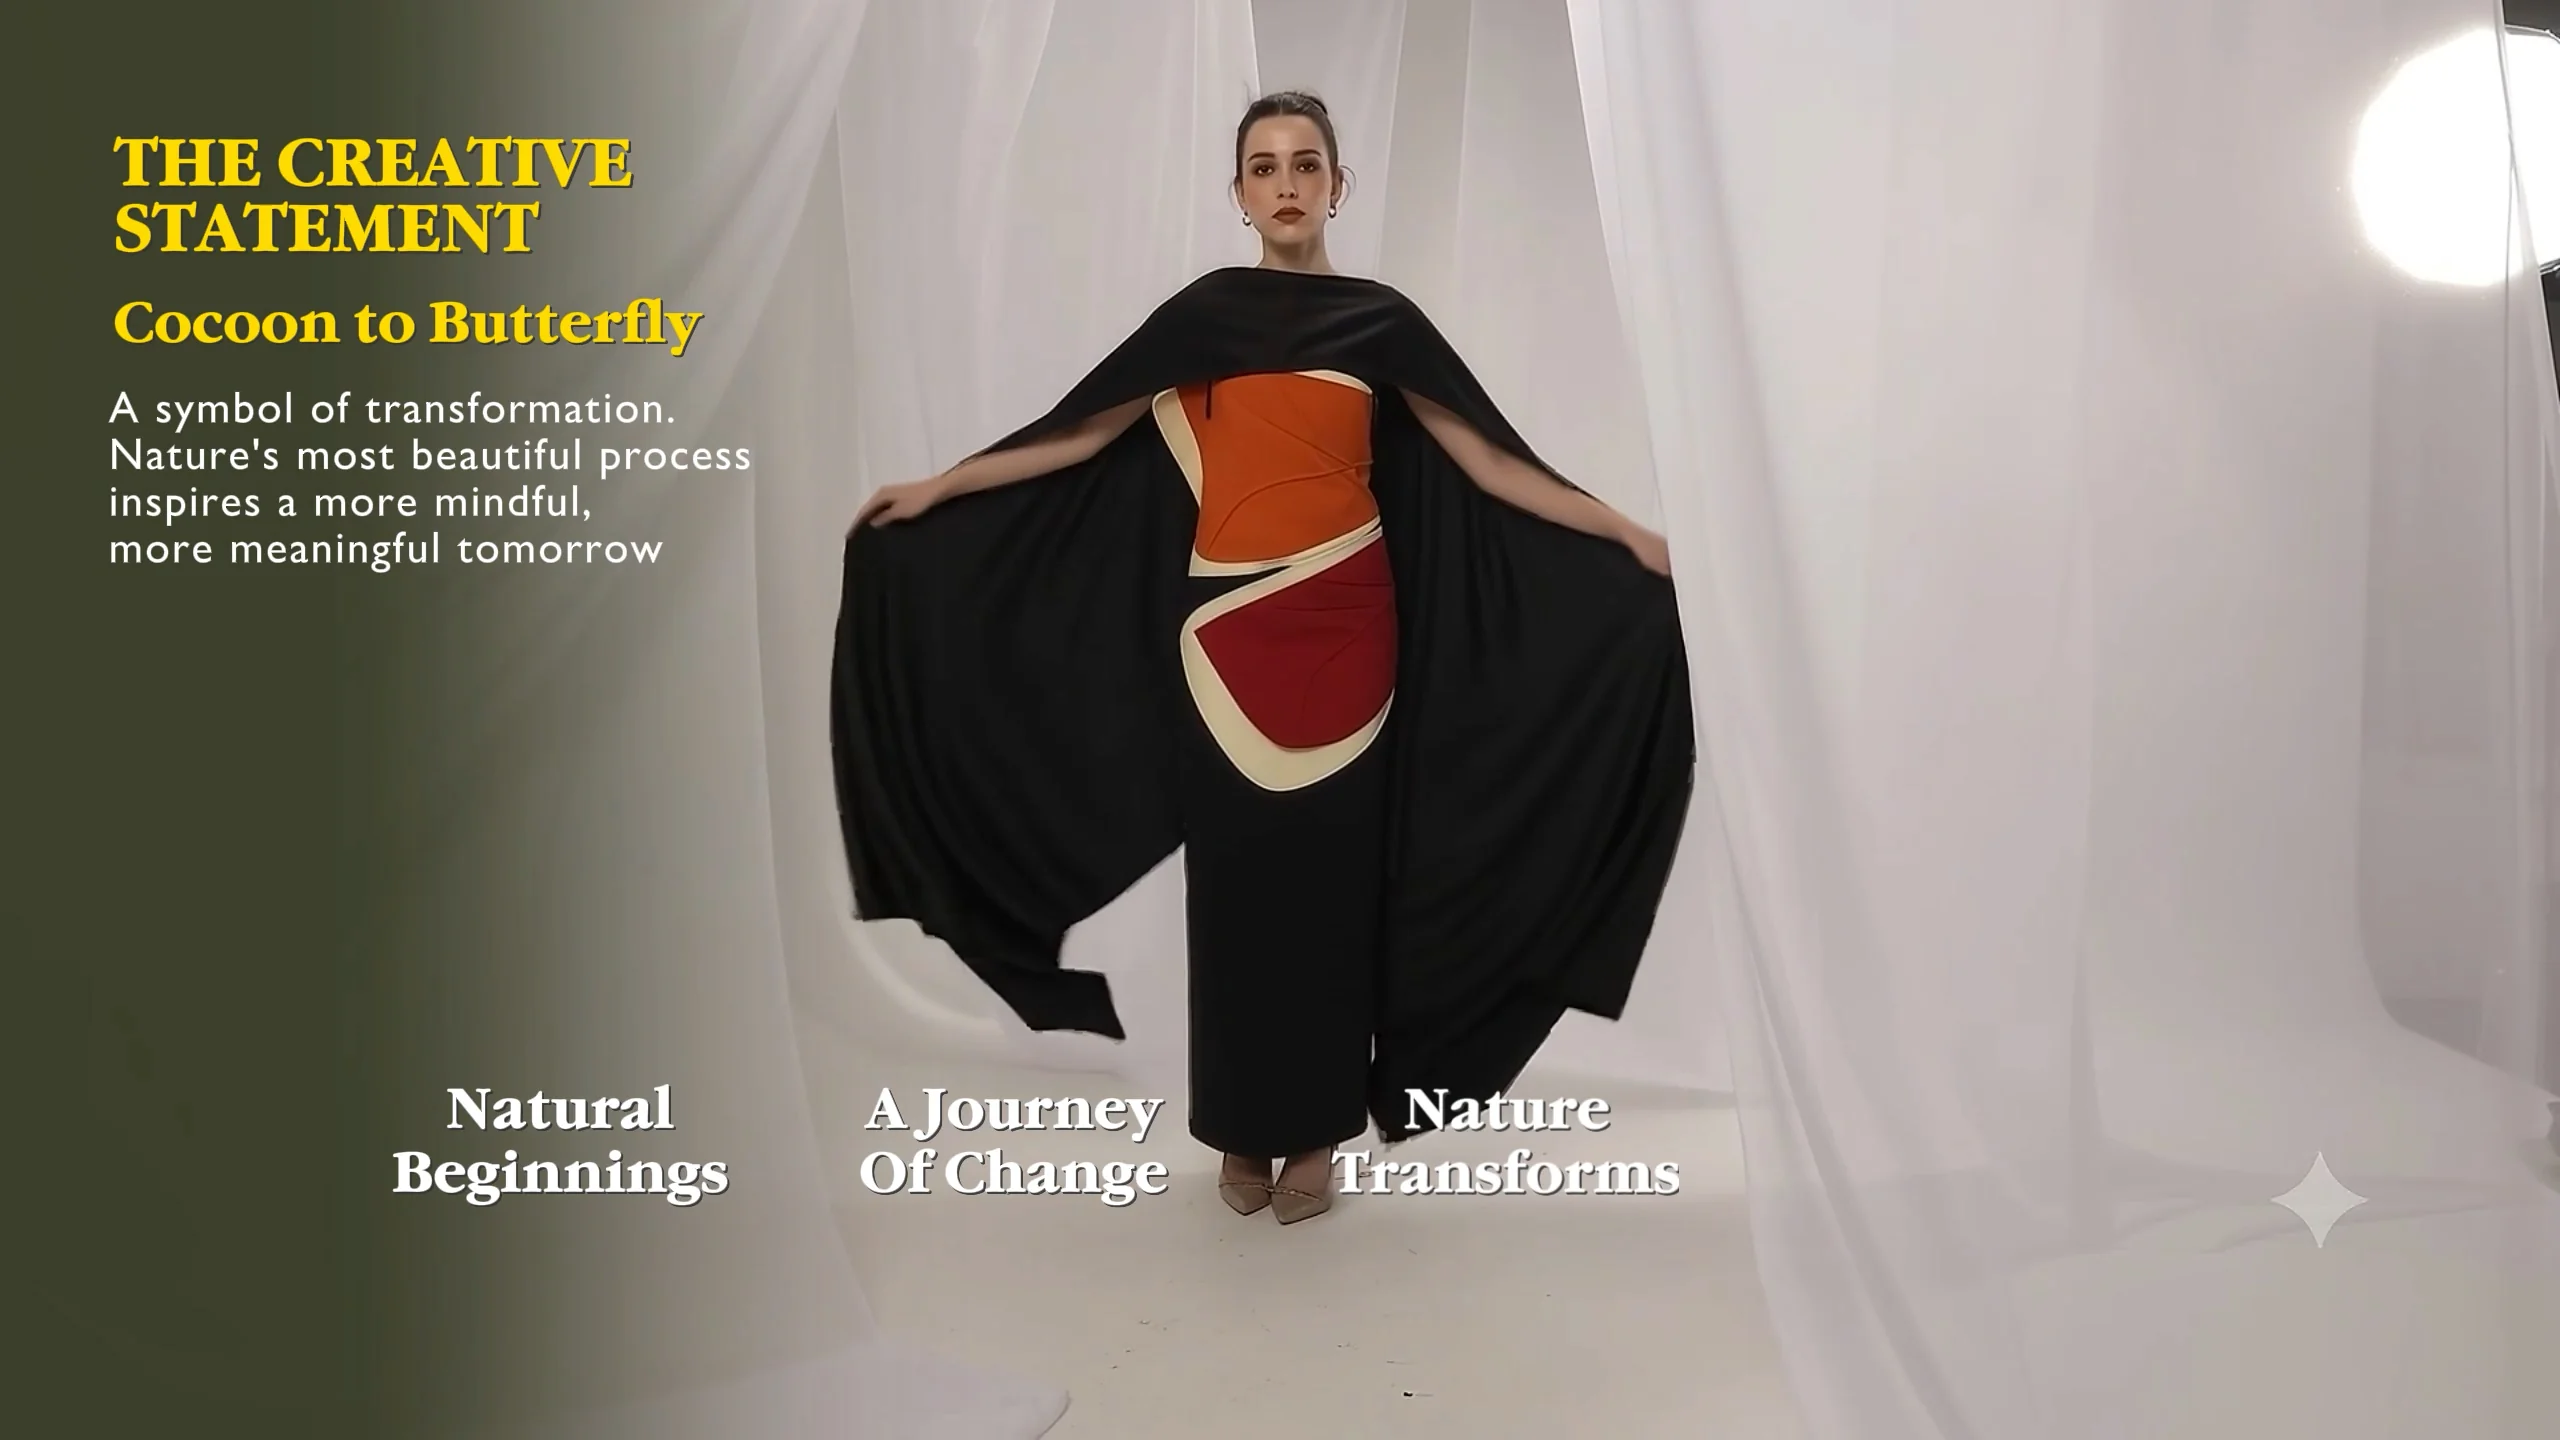 THE CREATIVE
STATEMENT
Cocoon to Butterfly
A symbol of transformation.
Nature's most beautiful process
inspires a more mindful,
more meaningful tomorrow
Natural
Beginnings
A Journey
Of Change
Nature
Transforms